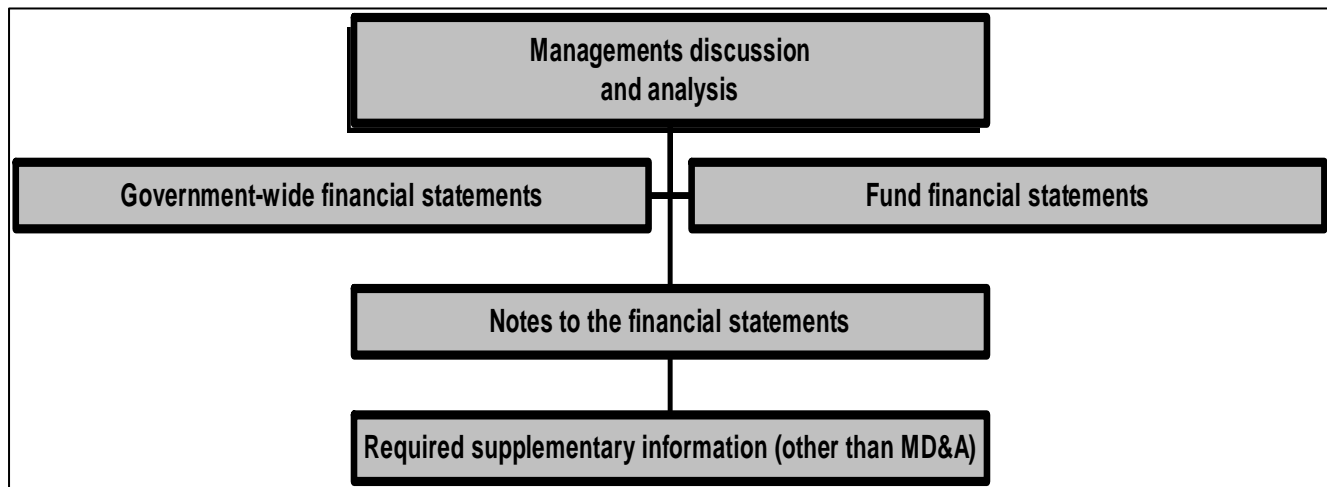 Managements discussion
and analysis
Government-wide financial statements
Fund financial statements
Notes to the financial statements
Required supplementary information (other than MD&A)